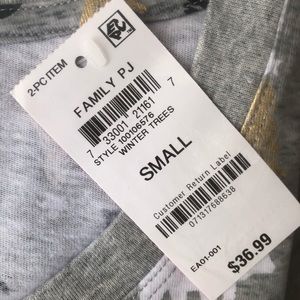 2-PC ITEM
FAMILY PJ
7 33001 21161 7
STYLE 100106576
WINTER TREES
SMALL
Customer Return Label
071317688638
EA01-001
$36.99